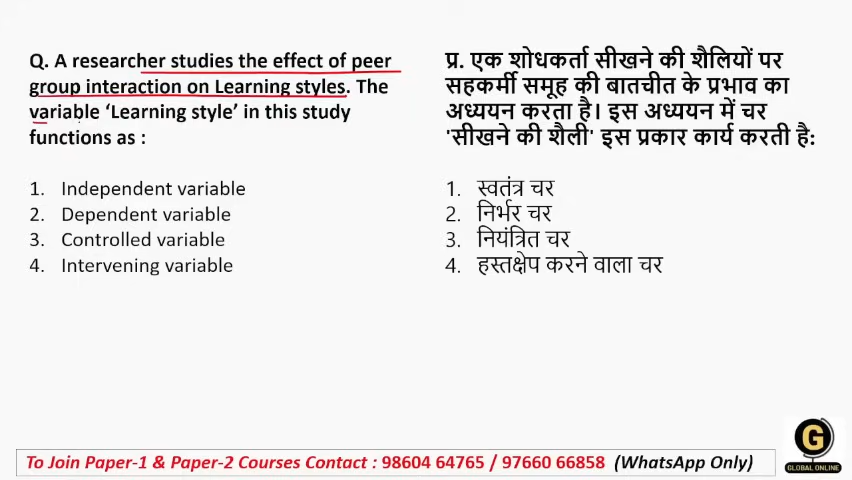 Q. A researcher studies the effect of peer
group interaction on Learning styles. The
variable ‘Learning style’ in this study
functions as :
1. Independent variable
2. Dependent variable
3. Controlled variable
4. Intervening variable
प्र. एक शोधकर्ता सीखने की शैलियों पर
सहकर्मी समूह की बातचीत के प्रभाव का
अध्ययन करता है। इस अध्ययन में चर
'सीखने की शैली' इस प्रकार कार्य करती है:
1. स्वतंत्र चर
2. निर्भर चर
3. नियंत्रित चर
4. हस्तक्षेप करने वाला चर
G
GLOBAL ONLINE
To Join Paper-1 & Paper-2 Courses Contact : 98604 64765 / 97660 66858 (WhatsApp Only)